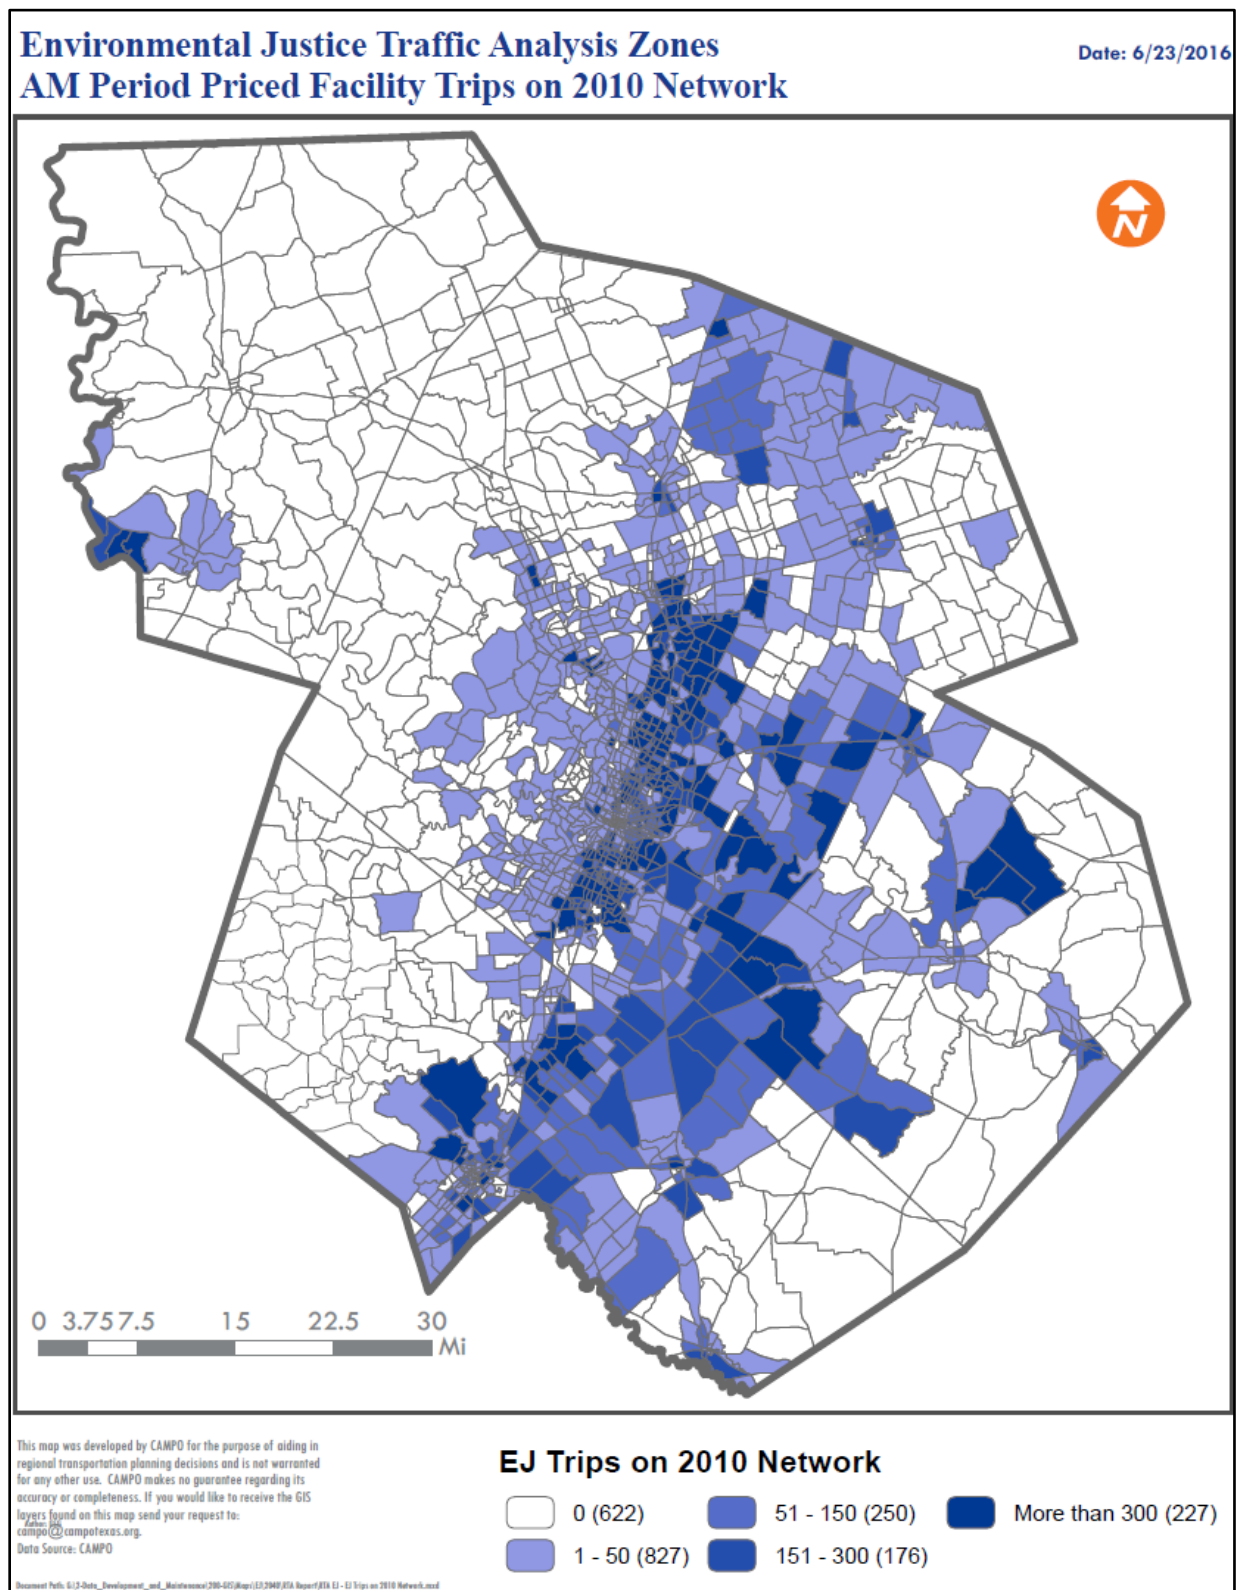 Environmental Justice Traffic Analysis Zones
AM Period Priced Facility Trips on 2010 Network
Date: 6/23/2016
N
0 3.75 7.5 15 22.5 30
Mi
This map was developed by CAMPO for the purpose of aiding in
regional transportation planning decisions and is not warranted
for any other use. CAMPO makes no guarantee regarding its
accuracy or completeness. If you would like to receive the GIS
layers found on this map send your request to:
campo@campotexas.org.
Data Source: CAMPO
EJ Trips on 2010 Network
0 (622)
51 - 150 (250)
More than 300 (227)
1 - 50 (827)
151 - 300 (176)